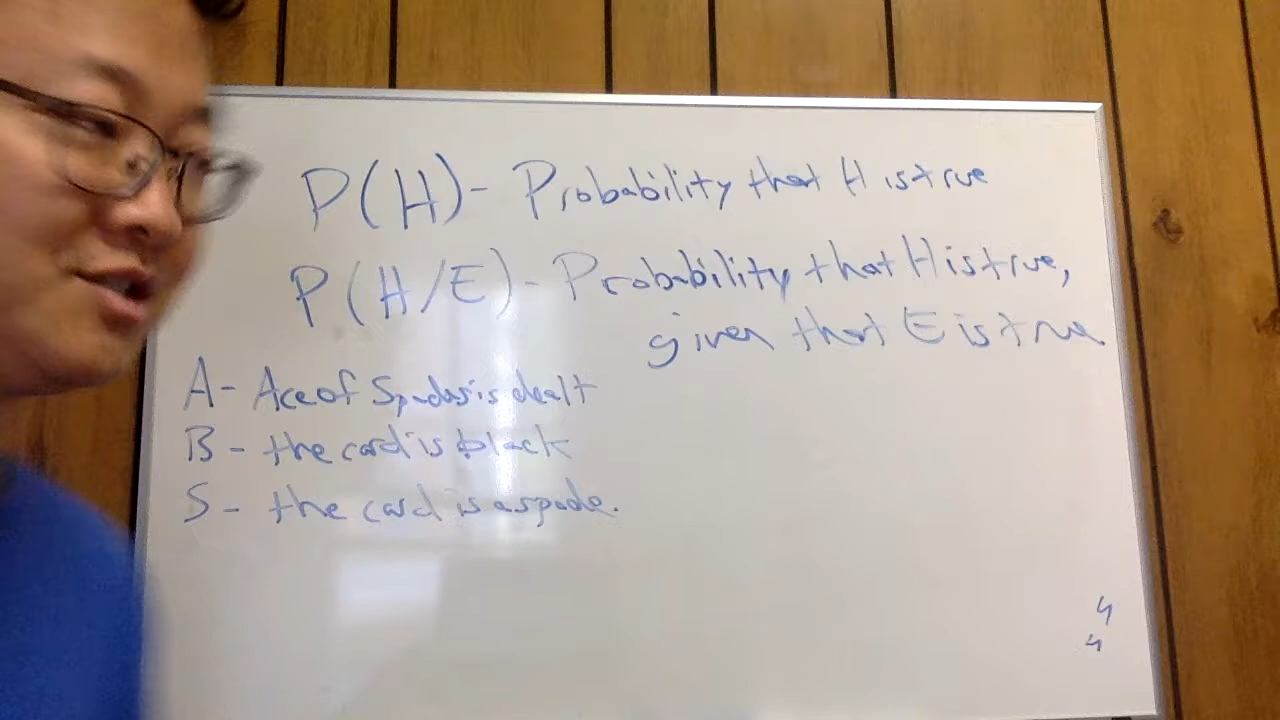 P(H)- Probability that H is true
P(H/E)- Probability that H is true,
given that E is true
A- Ace of Spades is dealt
B- the card is black
S- the card is a spade.
4
4